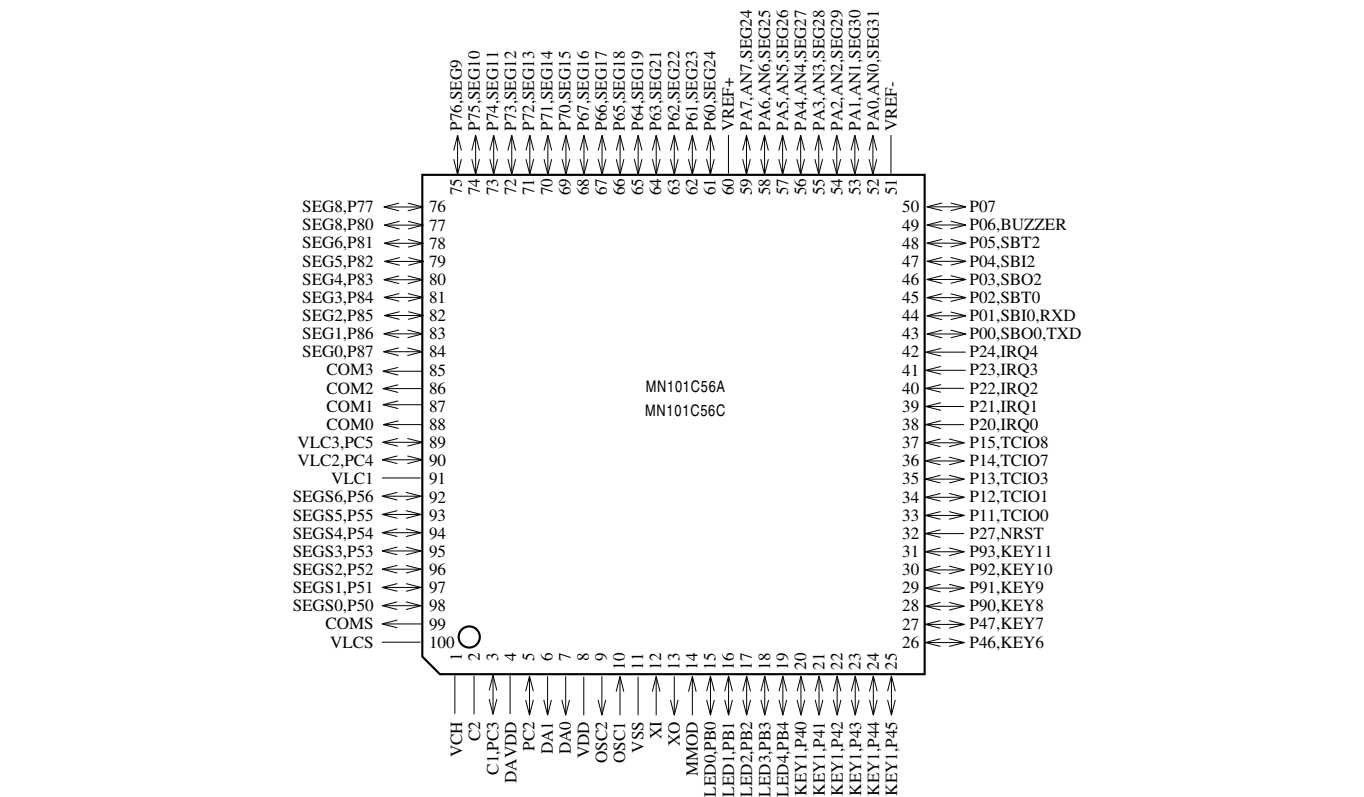 P76,SEG9
P75,SEG10
P74,SEG11
P73,SEG12
P72,SEG13
P71,SEG14
P70,SEG15
P67,SEG16
P66,SEG17
P65,SEG18
P64,SEG19
P63,SEG21
P62,SEG22
P61,SEG23
P60,SEG24
VREF+
PA7,AN7,SEG24
PA6,AN6,SEG25
PA5,AN5,SEG26
PA4,AN4,SEG27
PA3,AN3,SEG28
PA2,AN2,SEG29
PA1,AN1,SEG30
PA0,AN0,SEG31
VREF-
75
74
73
72
71
70
69
68
67
66
65
64
63
62
61
60
59
58
57
56
55
54
53
52
51
SEG8,P77 76
SEG8,P80 77
SEG6,P81 78
SEG5,P82 79
SEG4,P83 80
SEG3,P84 81
SEG2,P85 82
SEG1,P86 83
SEG0,P87 84
COM3 85
COM2 86
COM1 87
COM0 88
VLC3,PC5 89
VLC2,PC4 90
VLC1 91
SEGS6,P56 92
SEGS5,P55 93
SEGS4,P54 94
SEGS3,P53 95
SEGS2,P52 96
SEGS1,P51 97
SEGS0,P50 98
COMS 99
VLCS 100
MN101C56A
MN101C56C
50 P07
49 P06,BUZZER
48 P05,SBT2
47 P04,SBI2
46 P03,SBO2
45 P02,SBT0
44 P01,SBI0,RXD
43 P00,SBO0,TXD
42 P24,IRQ4
41 P23,IRQ3
40 P22,IRQ2
39 P21,IRQ1
38 P20,IRQ0
37 P15,TCIO8
36 P14,TCIO7
35 P13,TCIO3
34 P12,TCIO1
33 P11,TCIO0
32 P27,NRST
31 P93,KEY11
30 P92,KEY10
29 P91,KEY9
28 P90,KEY8
27 P47,KEY7
26 P46,KEY6
1
2
3
4
5
6
7
8
9
10
11
12
13
14
15
16
17
18
19
20
21
22
23
24
25
VCH
C2
C1,PC3
DAVDD
PC2
DA1
DA0
VDD
OSC2
OSC1
VSS
XI
XO
MMOD
LED0,PB0
LED1,PB1
LED2,PB2
LED3,PB3
LED4,PB4
KEY1,P40
KEY1,P41
KEY1,P42
KEY1,P43
KEY1,P44
KEY1,P45